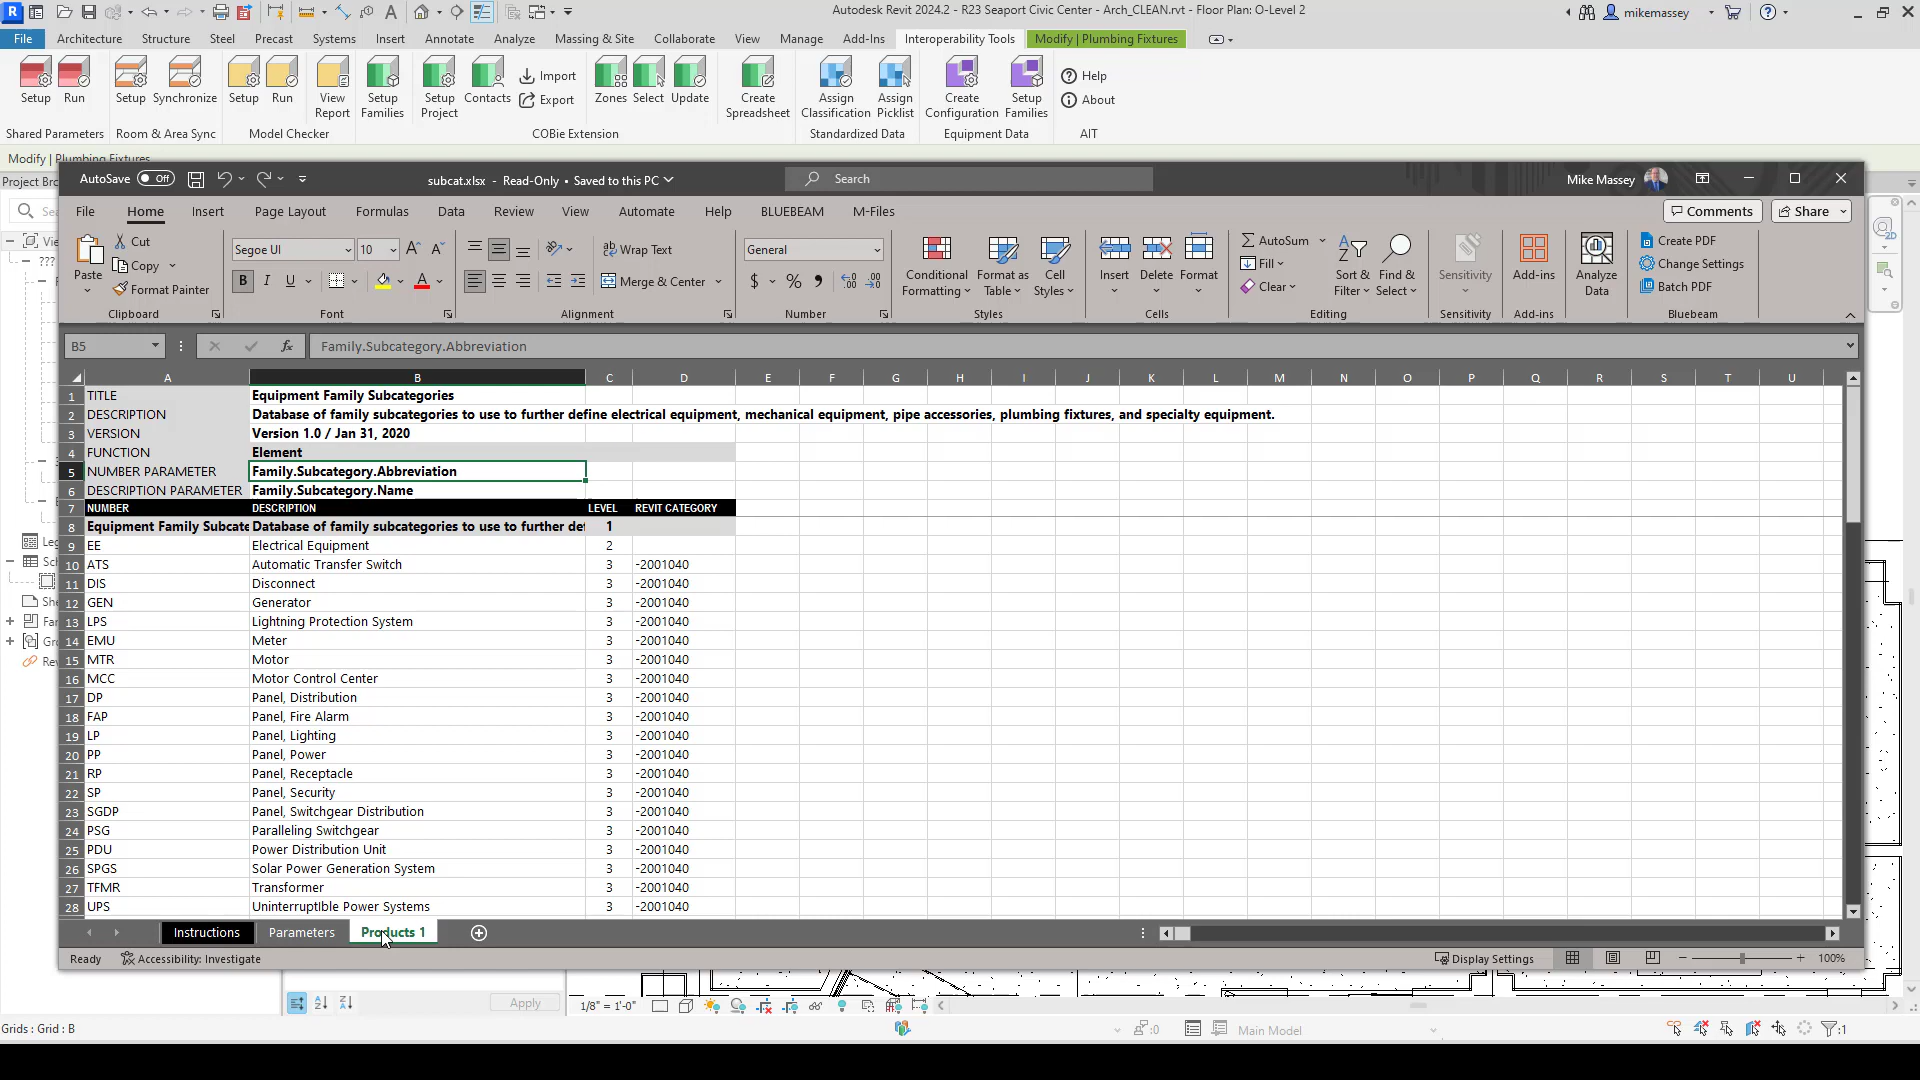 Autodesk Revit 2024.2 - R23 Seaport Civic Center - Arch_CLEAN.rvt - Floor Plan: O-Level 2
mikemassey
File Architecture Structure Steel Precast Systems Insert Annotate Analyze Massing & Site Collaborate View Manage Add-Ins Interoperability Tools Modify | Plumbing Fixtures
Setup Run Setup Synchronize Setup Run View Report Setup Families Setup Project Contacts Import Export Zones Select Update Create Spreadsheet Assign Classification Assign Picklist Create Configuration Setup Families Help About
Shared Parameters Room & Area Sync Model Checker COBie Extension Standardized Data Equipment Data AIT
Modify | Plumbing Fixtures
Project Bro
AutoSave Off subcat.xlsx - Read-Only • Saved to this PC Search Mike Massey
File Home Insert Page Layout Formulas Data Review View Automate Help BLUEBEAM M-Files Comments Share
Paste Cut Copy Format Painter
Segoe UI 10 B I U A
Wrap Text Merge & Center
General $ %
Conditional Formatting Format as Table Cell Styles
Insert Delete Format
AutoSum Fill Clear Sort & Filter Find & Select
Sensitivity Add-ins Analyze Data
Create PDF Change Settings Batch PDF
Clipboard Font Alignment Number Styles Cells Editing Sensitivity Add-ins Bluebeam
B5 fx Family.Subcategory.Abbreviation
A B C D E F G H I J K L M N O P Q R S T U
1 TITLE Equipment Family Subcategories
2 DESCRIPTION Database of family subcategories to use to further define electrical equipment, mechanical equipment, pipe accessories, plumbing fixtures, and specialty equipment.
3 VERSION Version 1.0 / Jan 31, 2020
4 FUNCTION Element
5 NUMBER PARAMETER Family.Subcategory.Abbreviation
6 DESCRIPTION PARAMETER Family.Subcategory.Name
7 NUMBER DESCRIPTION LEVEL REVIT CATEGORY
8 Equipment Family Subcate Database of family subcategories to use to further de 1
9 EE Electrical Equipment 2
10 ATS Automatic Transfer Switch 3 -2001040
11 DIS Disconnect 3 -2001040
12 GEN Generator 3 -2001040
13 LPS Lightning Protection System 3 -2001040
14 EMU Meter 3 -2001040
15 MTR Motor 3 -2001040
16 MCC Motor Control Center 3 -2001040
17 DP Panel, Distribution 3 -2001040
18 FAP Panel, Fire Alarm 3 -2001040
19 LP Panel, Lighting 3 -2001040
20 PP Panel, Power 3 -2001040
21 RP Panel, Receptacle 3 -2001040
22 SP Panel, Security 3 -2001040
23 SGDP Panel, Switchgear Distribution 3 -2001040
24 PSG Paralleling Switchgear 3 -2001040
25 PDU Power Distribution Unit 3 -2001040
26 SPGS Solar Power Generation System 3 -2001040
27 TFMR Transformer 3 -2001040
28 UPS UninterruptIble Power Systems 3 -2001040
Instructions Parameters Products 1
Ready Accessibility: Investigate Display Settings 100%
Apply 1/8" = 1'-0"
Grids : Grid : B :0 Main Model :1